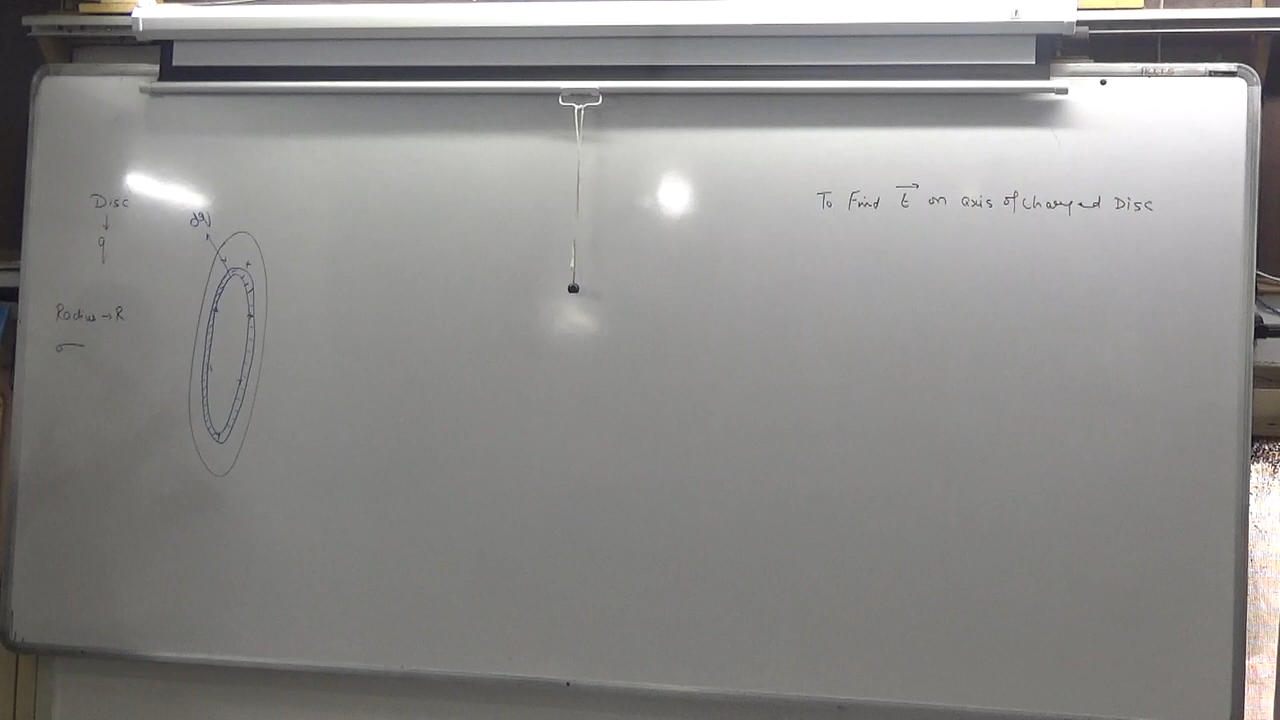 Disc
↓
q
Radius → R
σ
dq
To Find E on axis of charged Disc